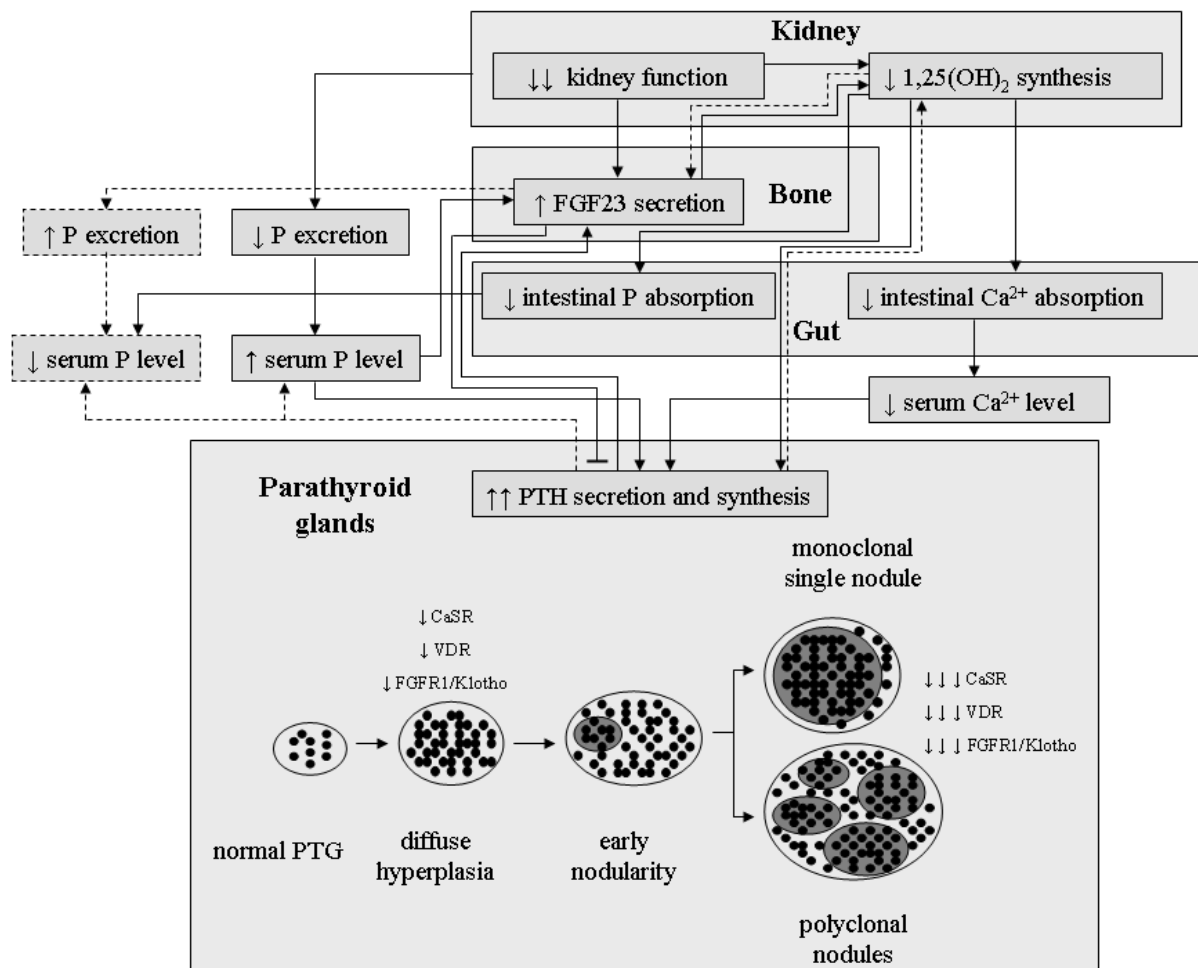 Kidney
↓↓ kidney function
↓ 1,25(OH)₂ synthesis
Bone
↑ FGF23 secretion
↑ P excretion
↓ P excretion
↓ intestinal P absorption
↓ intestinal Ca²⁺ absorption
Gut
↓ serum P level
↑ serum P level
↓ serum Ca²⁺ level
Parathyroid
glands
↑↑ PTH secretion and synthesis
monoclonal
single nodule
↓ CaSR
↓ VDR
↓ FGFR1/Klotho
↓↓↓ CaSR
↓↓↓ VDR
↓↓↓ FGFR1/Klotho
normal PTG
diffuse
hyperplasia
early
nodularity
polyclonal
nodules